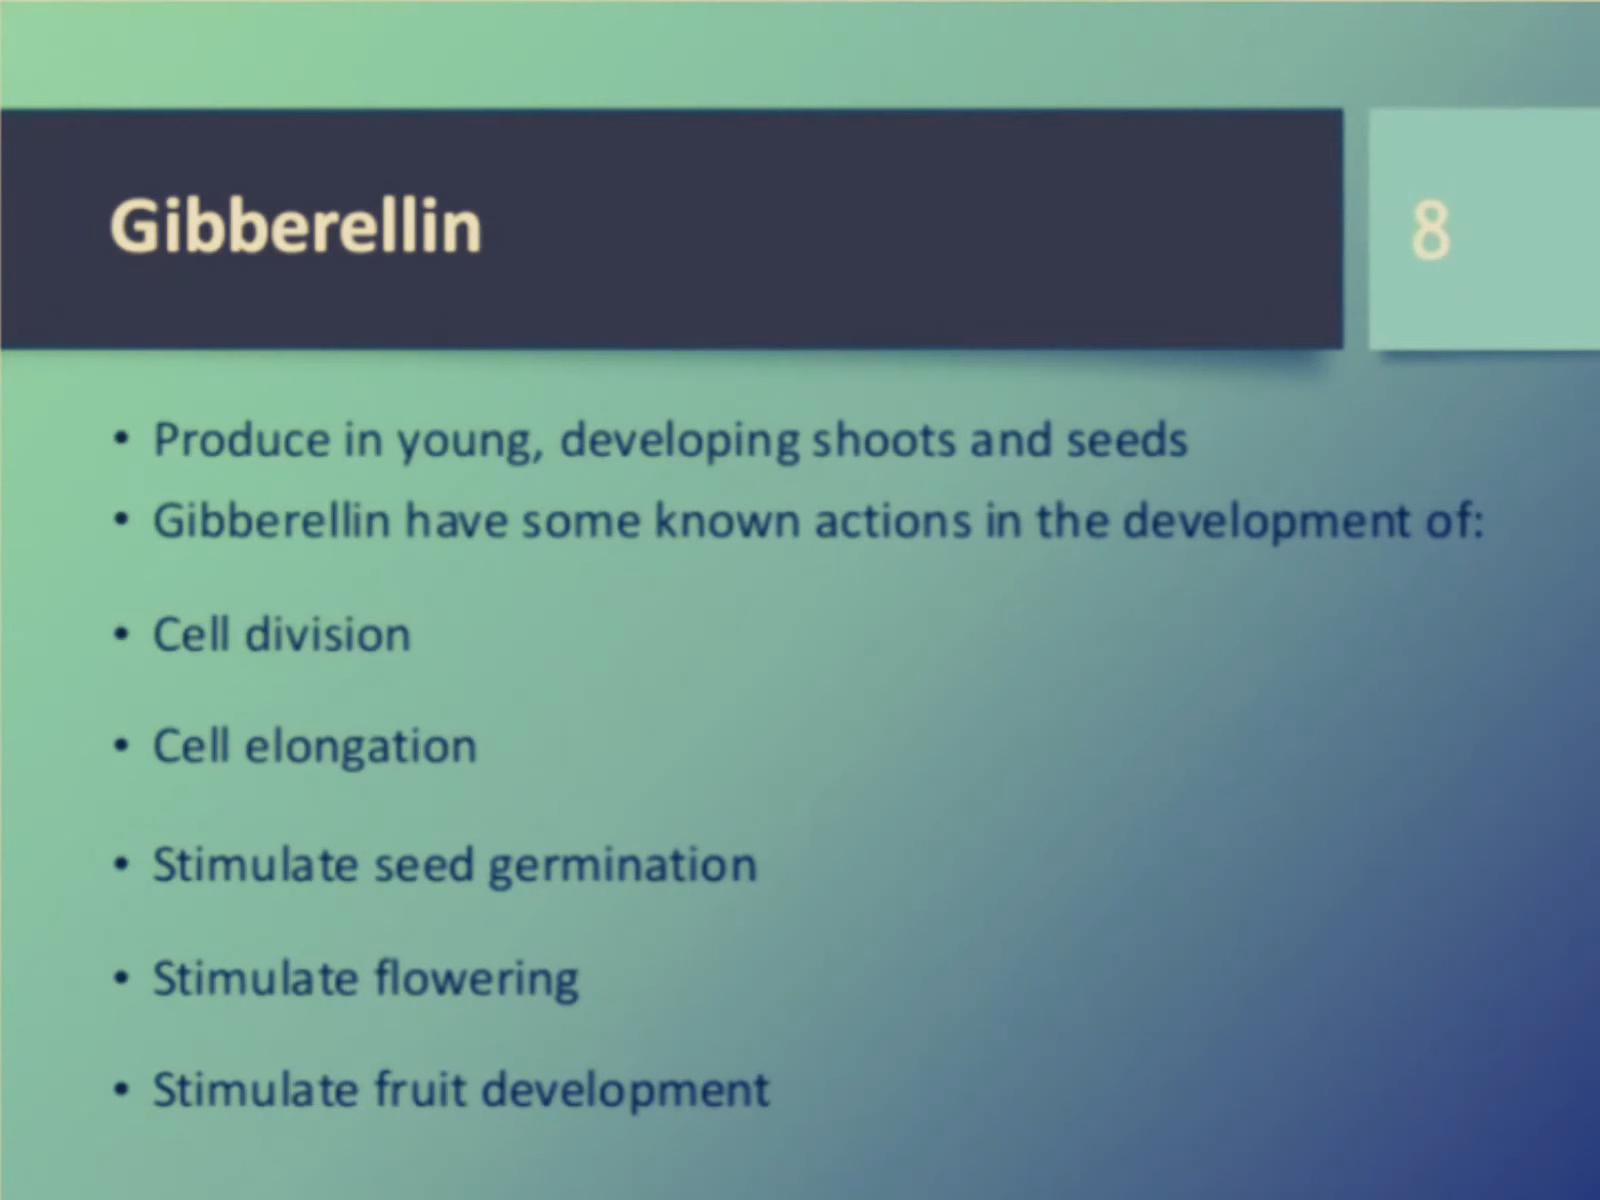 Gibberellin
8
• Produce in young, developing shoots and seeds
• Gibberellin have some known actions in the development of:
• Cell division
• Cell elongation
• Stimulate seed germination
• Stimulate flowering
• Stimulate fruit development